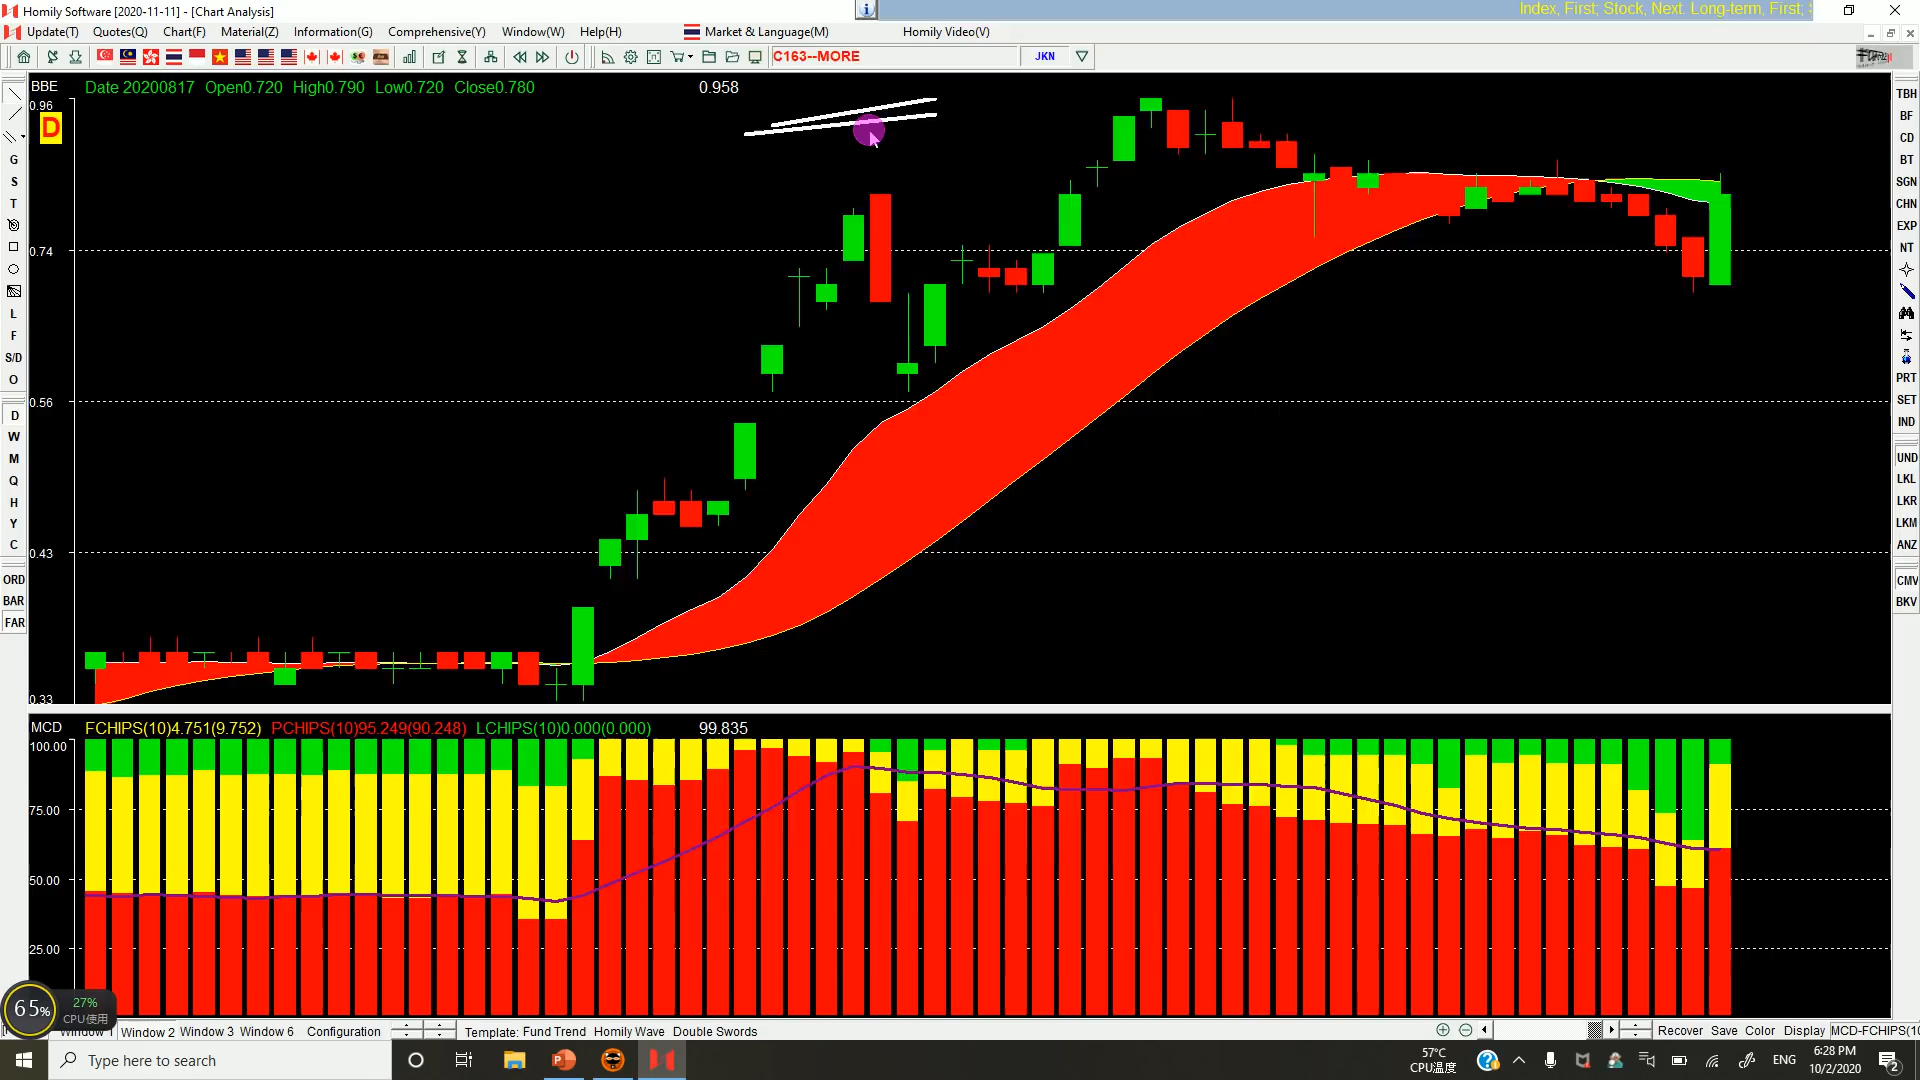 Homily Software [2020-11-11] - [Chart Analysis]
Index, First; Stock, Next. Long-term, First;
Update(T) Quotes(Q) Chart(F) Material(Z) Information(G) Comprehensive(Y) Window(W) Help(H) Market & Language(M) Homily Video(V)
C163--MORE JKN
BBE Date 20200817 Open0.720 High0.790 Low0.720 Close0.780 0.958
0.96
D
0.74
0.56
0.43
0.33
G
S
T
L
F
S/D
O
D
W
M
Q
H
Y
C
ORD
BAR
FAR
TBH
BF
CD
BT
SGN
CHN
EXP
NT
PRT
SET
IND
UND
LKL
LKR
LKM
ANZ
CMV
BKV
MCD FCHIPS(10)4.751(9.752) PCHIPS(10)95.249(90.248) LCHIPS(10)0.000(0.000) 99.835
100.00
75.00
50.00
25.00
65%
27%
CPU使用
Window 2 Window 3 Window 6 Configuration Template: Fund Trend Homily Wave Double Swords Recover Save Color Display MCD-FCHIPS(10
Type here to search
57°C
CPU温度
ENG
6:28 PM
10/2/2020
2